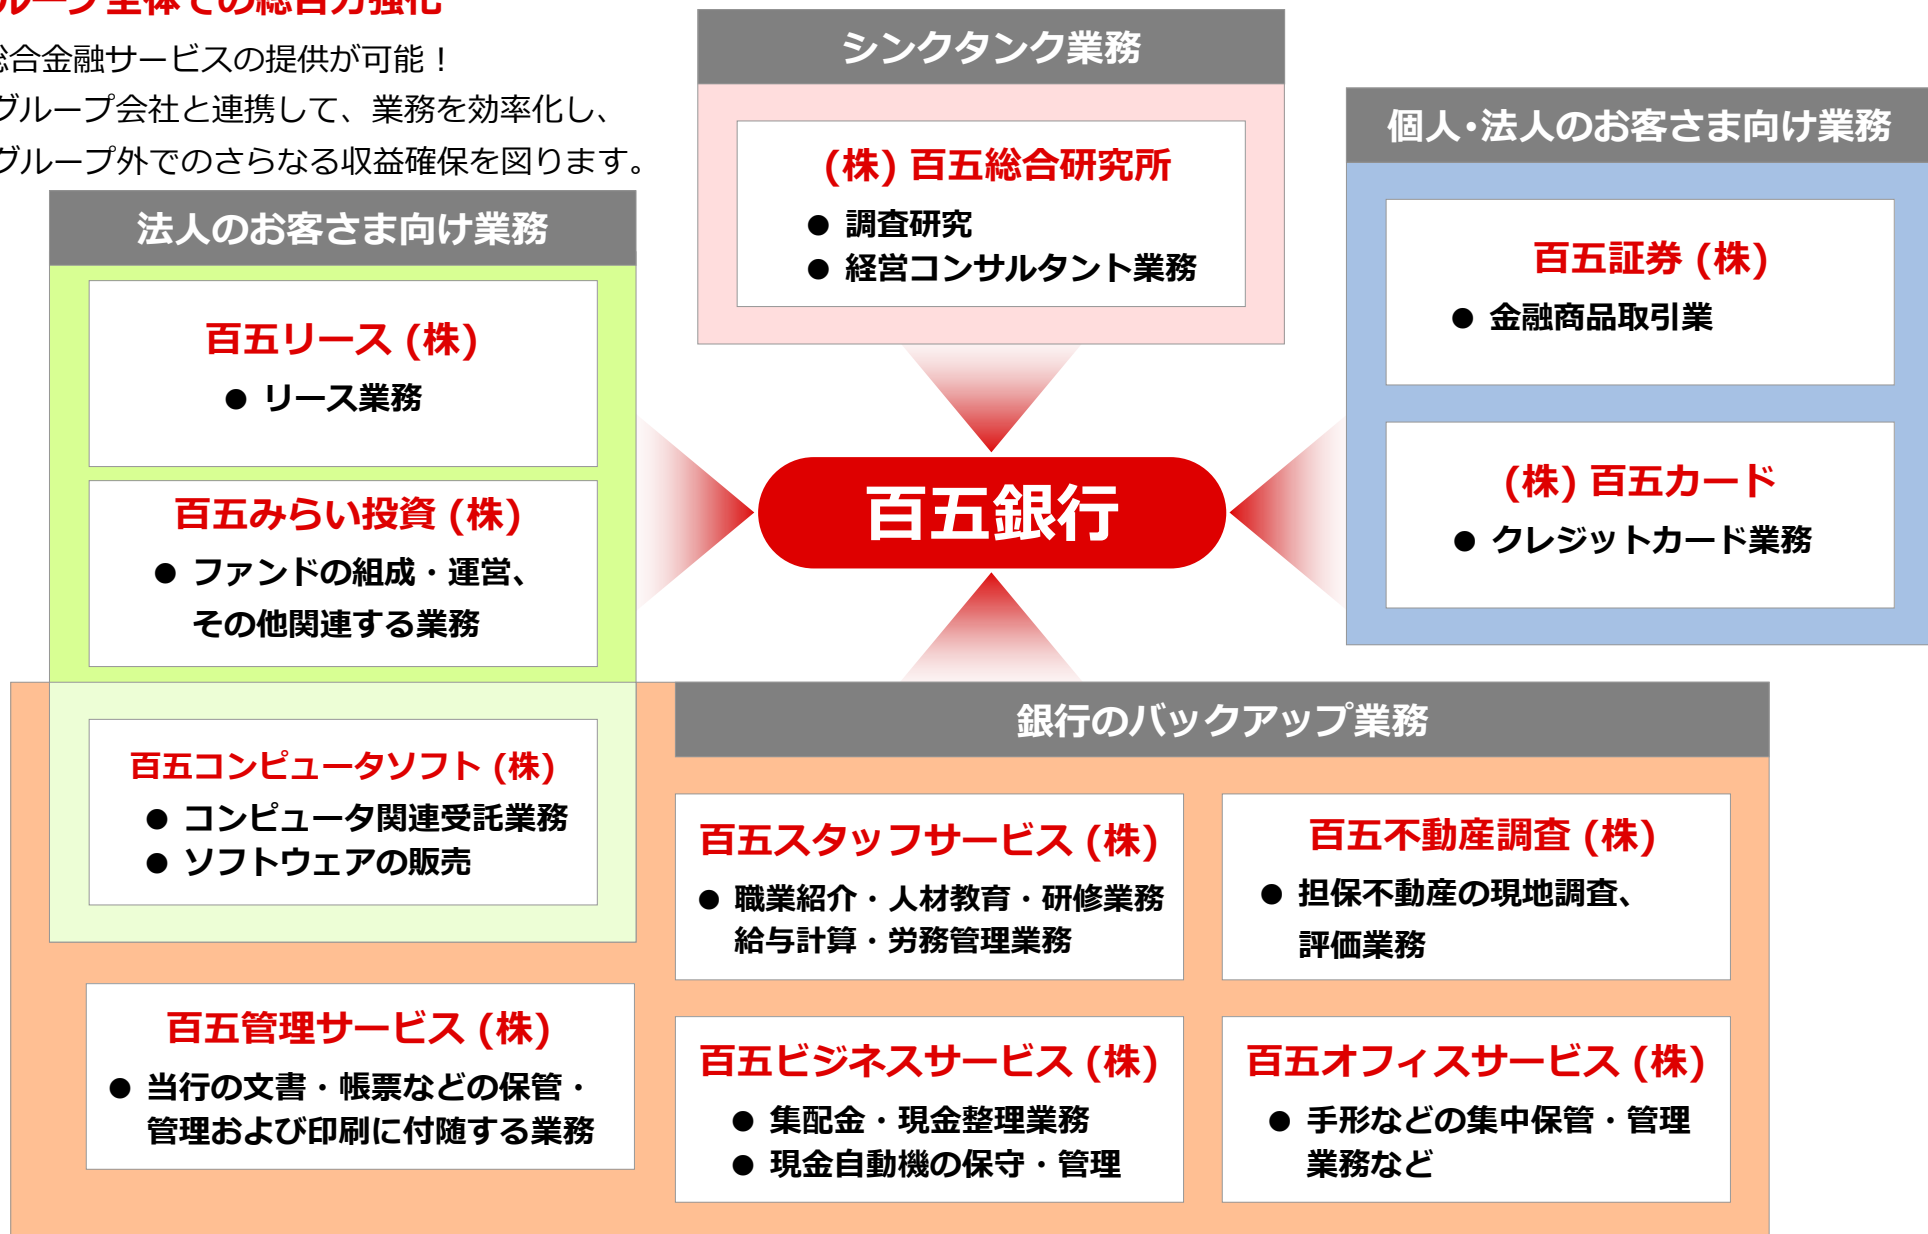 ループ全体での総合力強化
総合金融サービスの提供が可能！
グループ会社と連携して、業務を効率化し、
グループ外でのさらなる収益確保を図ります。
シンクタンク業務
(株) 百五総合研究所
● 調査研究
● 経営コンサルタント業務
個人・法人のお客さま向け業務
百五証券 (株)
● 金融商品取引業
(株) 百五カード
● クレジットカード業務
法人のお客さま向け業務
百五リース (株)
● リース業務
百五みらい投資 (株)
● ファンドの組成・運営、
その他関連する業務
百五銀行
百五コンピュータソフト (株)
● コンピュータ関連受託業務
● ソフトウェアの販売
百五管理サービス (株)
● 当行の文書・帳票などの保管・
管理および印刷に付随する業務
銀行のバックアップ業務
百五スタッフサービス (株)
● 職業紹介・人材教育・研修業務
給与計算・労務管理業務
百五不動産調査 (株)
● 担保不動産の現地調査、
評価業務
百五ビジネスサービス (株)
● 集配金・現金整理業務
● 現金自動機の保守・管理
百五オフィスサービス (株)
● 手形などの集中保管・管理
業務など